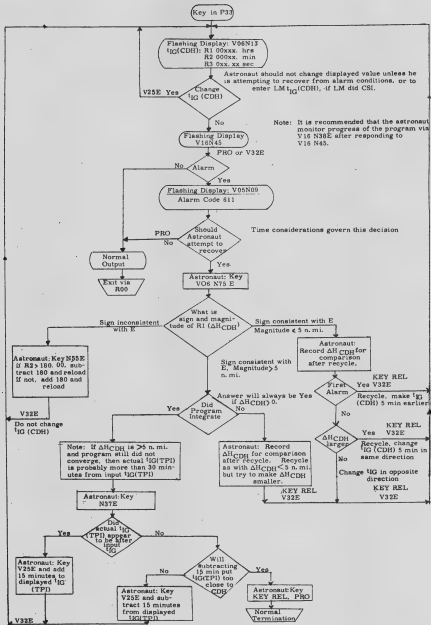 Key in P33
Flashing Display: V06N13
tIG(CDH): R1 00xxx. hrs
R2 000xx. min
R3 0xx. xx sec
Astronaut should not change displayed value unless he
is attempting to recover from alarm conditions, or to
enter LM tIG(CDH), if LM did CSI.
Change
tIG (CDH)
V25E Yes
No
Note: It is recommended that the astronaut
monitor progress of the program via
V16 N38E after responding to
V16 N45.
Flashing Display
V16N45
PRO or V32E
Alarm
No
Yes
Flashing Display: V05N09
Alarm Code 611
Should
Astronaut
attempt to
recover
PRO
No
Time considerations govern this decision
Yes
Normal
Output
Exit via
R00
Astronaut: Key
VO6 N75 E
What is
sign and magni-
tude of R1 (ΔHCDH)
Sign inconsistent
with E
Sign consistent with E
Magnitude ≤ 5 n. mi.
Sign consistent with
E, Magnitude > 5
n. mi.
Astronaut: Key N55E
if R2 > 180. 00, sub-
tract 180 and reload
if not, add 180 and
reload
V32E
Do not change
tIG (CDH)
Astronaut:
Record ΔHCDH for
comparison
after recycle.
First
Alarm
KEY REL
Yes V32E
Recycle, make tIG
(CDH) 5 min earlier
No
ΔHCDH
larger
KEY REL
Yes V32E
Recycle, change
tIG (CDH) 5 min in
same direction
No
Change tIG in opposite
direction
KEY REL
V32E
Answer will always be Yes
if ΔHCDH> 0.
Did
Program
Integrate
Yes
No
Note: If ΔHCDH is >5 n. mi.
and program still did not
converge, then actual tIG(TPI)
is probably more than 30 min-
utes from input tIG(TPI)
Astronaut: Record
ΔHCDH for comparison
after recycle. Recycle
as with ΔHCDH<5 n. mi.
but try to make ΔHCDH
smaller.
KEY REL
V32E
Astronaut: Key
N37E
Did
actual tIG
(TPI) appear
to be after
input
tIG
Yes
No
Astronaut: Key
V25E and add
15 minutes to
displayed tIG
(TPI)
V32E
Will
subtracting
15 min put
tIG(TPI) too
close to
CDH
No
Yes
Astronaut: Key
V25E and sub-
tract 15 minutes
from displayed
tIG(TPI)
V32E
Astronaut:Key
KEY REL, PRO
Normal
Termination